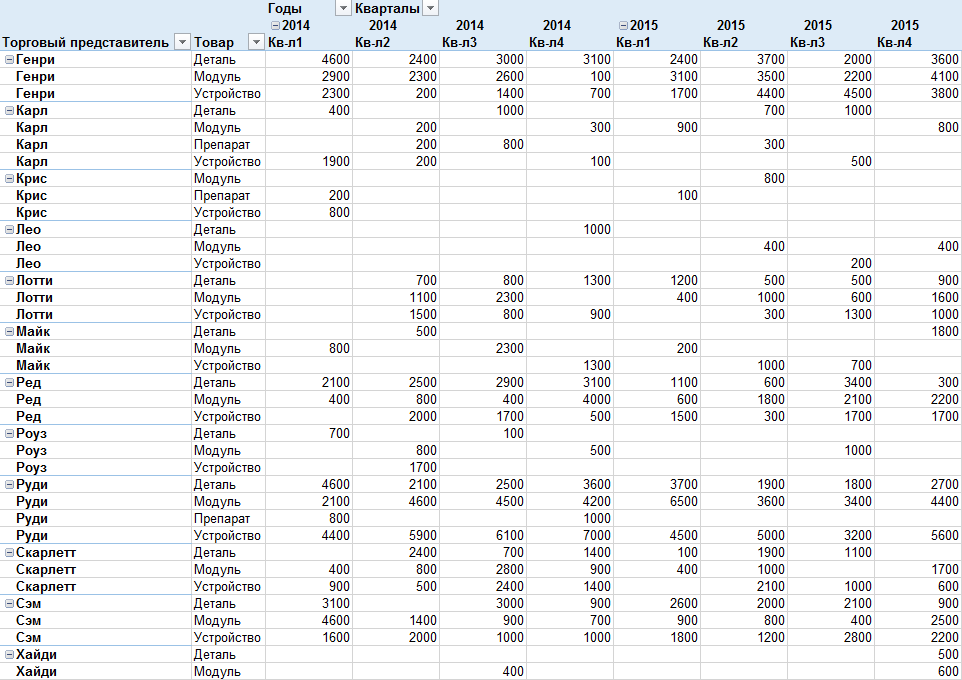 Годы Кварталы
2014 2014 2014 2014 2015 2015 2015 2015
Торговый представитель Товар Кв-л1 Кв-л2 Кв-л3 Кв-л4 Кв-л1 Кв-л2 Кв-л3 Кв-л4
Генри Деталь 4600 2400 3000 3100 2400 3700 2000 3600
Генри Модуль 2900 2300 2600 100 3100 3500 2200 4100
Генри Устройство 2300 200 1400 700 1700 4400 4500 3800
Карл Деталь 400 1000 700 1000
Карл Модуль 200 300 900 800
Карл Препарат 200 800 300
Карл Устройство 1900 200 100 500
Крис Модуль 800
Крис Препарат 200 100
Крис Устройство 800
Лео Деталь 1000
Лео Модуль 400 400
Лео Устройство 200
Лотти Деталь 700 800 1300 1200 500 500 900
Лотти Модуль 1100 2300 400 1000 600 1600
Лотти Устройство 1500 800 900 300 1300 1000
Майк Деталь 500 1800
Майк Модуль 800 2300 200
Майк Устройство 1300 1000 700
Ред Деталь 2100 2500 2900 3100 1100 600 3400 300
Ред Модуль 400 800 400 4000 600 1800 2100 2200
Ред Устройство 2000 1700 500 1500 300 1700 1700
Роуз Деталь 700 100
Роуз Модуль 800 500 1000
Роуз Устройство 1700
Руди Деталь 4600 2100 2500 3600 3700 1900 1800 2700
Руди Модуль 2100 4600 4500 4200 6500 3600 3400 4400
Руди Препарат 800 1000
Руди Устройство 4400 5900 6100 7000 4500 5000 3200 5600
Скарлетт Деталь 2400 700 1400 100 1900 1100
Скарлетт Модуль 400 800 2800 900 400 1000 1700
Скарлетт Устройство 900 500 2400 1400 2100 1000 600
Сэм Деталь 3100 3000 900 2600 2000 2100 900
Сэм Модуль 4600 1400 900 700 900 800 400 2500
Сэм Устройство 1600 2000 1000 1000 1800 1200 2800 2200
Хайди Деталь 500
Хайди Модуль 400 600